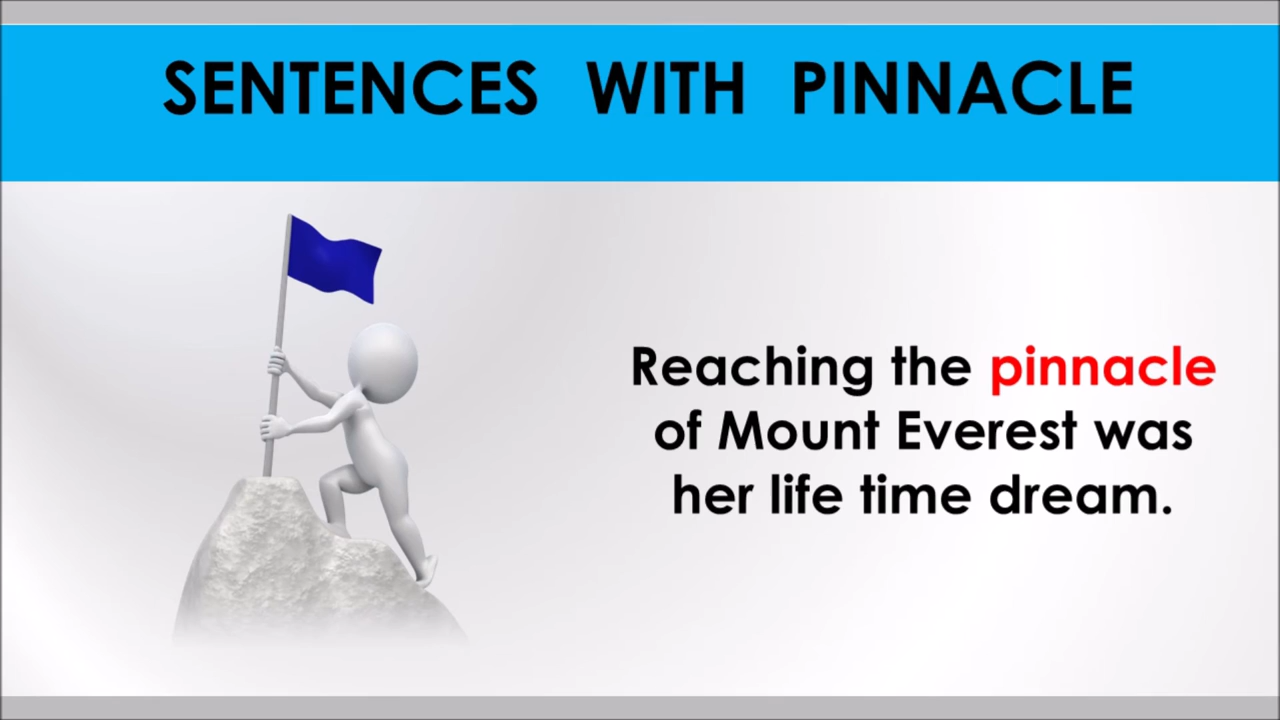 SENTENCES WITH PINNACLE
Reaching the pinnacle
of Mount Everest was
her life time dream.